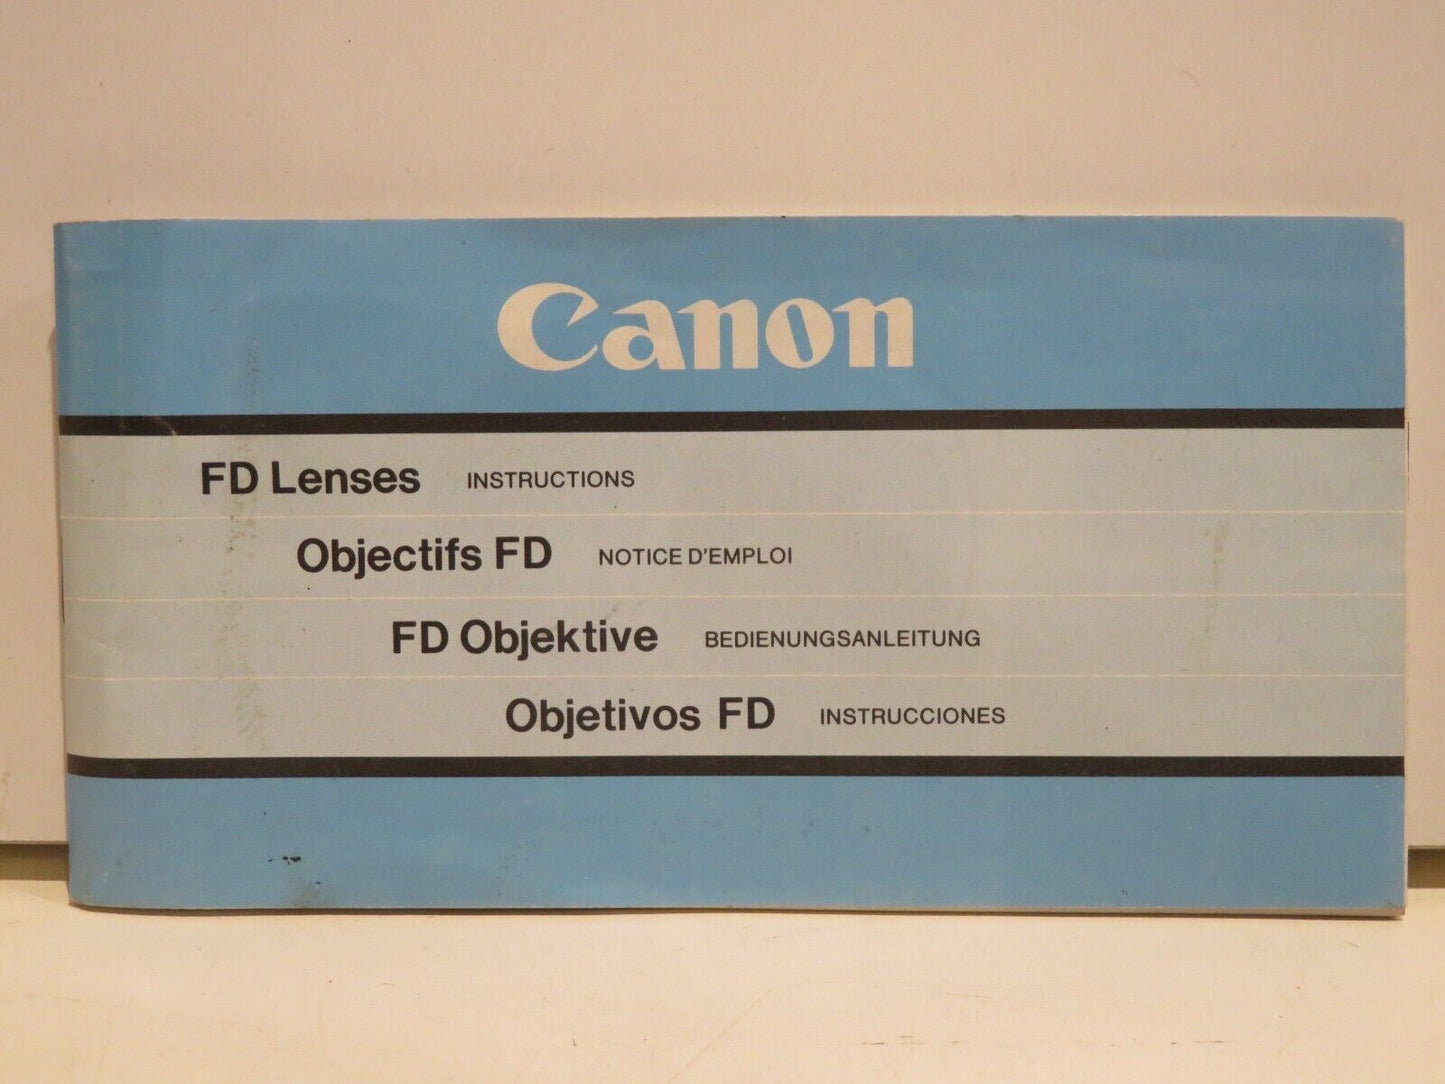 Canon
FD Lenses INSTRUCTIONS
Objectifs FD NOTICE D'EMPLOI
FD Objektive BEDIENUNGSANLEITUNG
Objetivos FD INSTRUCCIONES